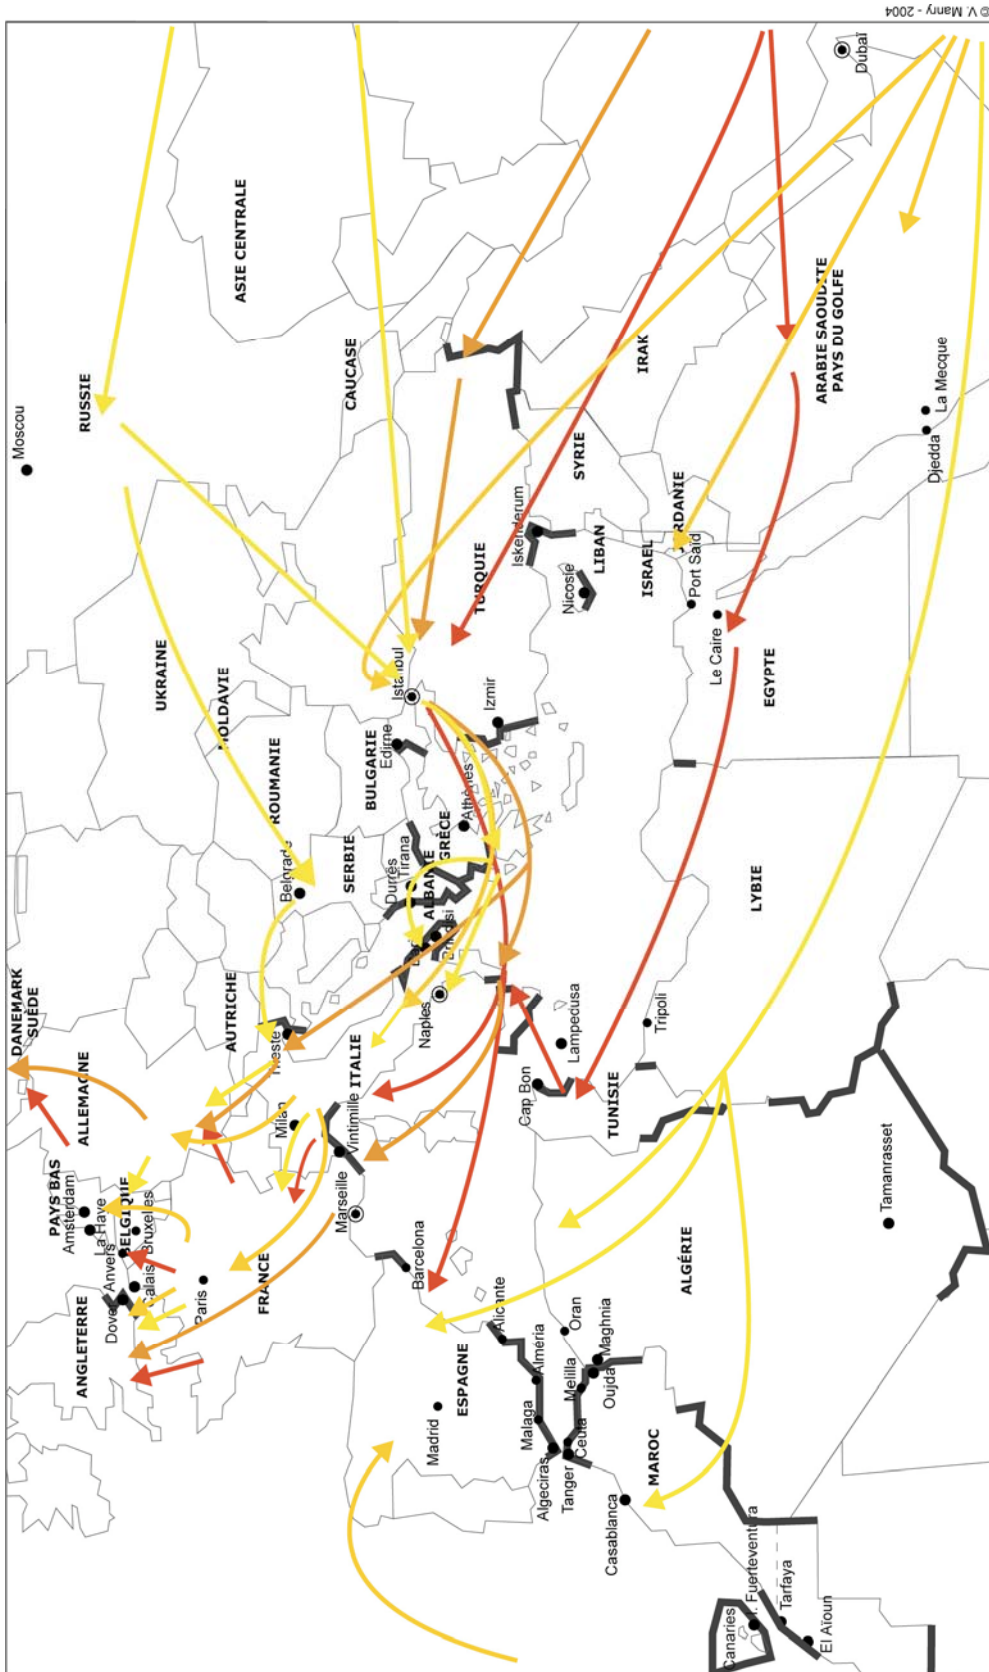 © V. Manry - 2004
Moscou
DANEMARK
SUÈDE
PAYS BAS
ALLEMAGNE
RUSSIE
ANGLETERRE
Amsterdam
La Haye
Anvers
BELGIQUE
Bruxelles
Dover
Calais
Paris
UKRAINE
MOLDAVIE
AUTRICHE
ASIE CENTRALE
FRANCE
ROUMANIE
Belgrade
Milan
Trieste
SERBIE
BULGARIE
CAUCASE
Marseille
Vintimille
ITALIE
Edirne
Istanbul
Durrës
Tirana
ALBANIE
GRÈCE
Brindisi
Naples
Athènes
Izmir
TURQUIE
Barcelona
Madrid
ESPAGNE
Alicante
Alméria
Malaga
Algeciras
Tanger
Ceuta
Melilla
Oran
Maghnia
Oujda
Cap Bon
Lampedusa
Iskenderum
Nicosie
SYRIE
LIBAN
IRAK
ISRAEL
JORDANIE
Port Saïd
Le Caire
EGYPTE
Casablanca
MAROC
ALGÉRIE
TUNISIE
Tripoli
LYBIE
ARABIE SAOUDITE
PAYS DU GOLFE
Dubaï
Canaries
I. Fuerteventura
Tarfaya
El Aïoun
Tamanrasset
Djedda
La Mecque